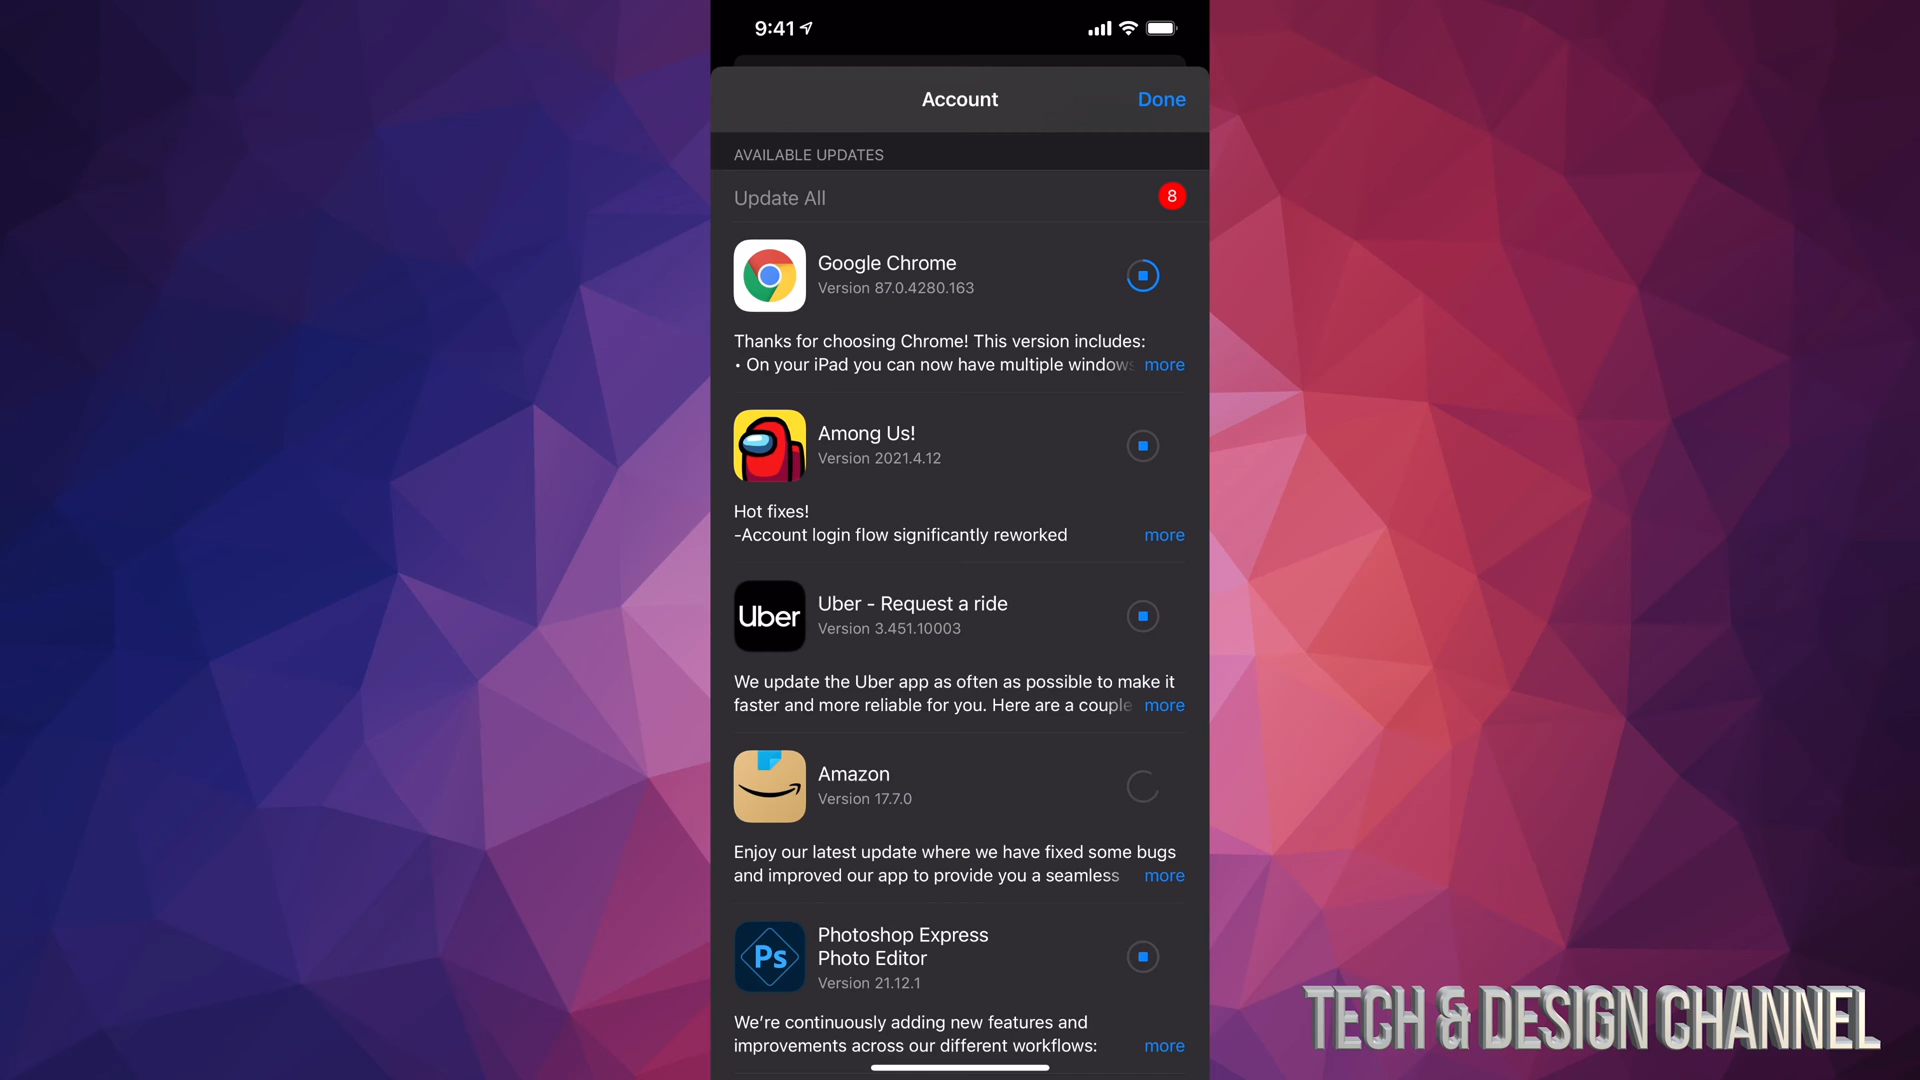 9:41
Account
Done
AVAILABLE UPDATES
Update All
8
Google Chrome
Version 87.0.4280.163
Thanks for choosing Chrome! This version includes:
• On your iPad you can now have multiple windows more
Among Us!
Version 2021.4.12
Hot fixes!
-Account login flow significantly reworked more
Uber
Uber - Request a ride
Version 3.451.10003
We update the Uber app as often as possible to make it
faster and more reliable for you. Here are a couple more
Amazon
Version 17.7.0
Enjoy our latest update where we have fixed some bugs
and improved our app to provide you a seamless more
Ps
Photoshop Express
Photo Editor
Version 21.12.1
We’re continuously adding new features and
improvements across our different workflows: more
TECH & DESIGN CHANNEL